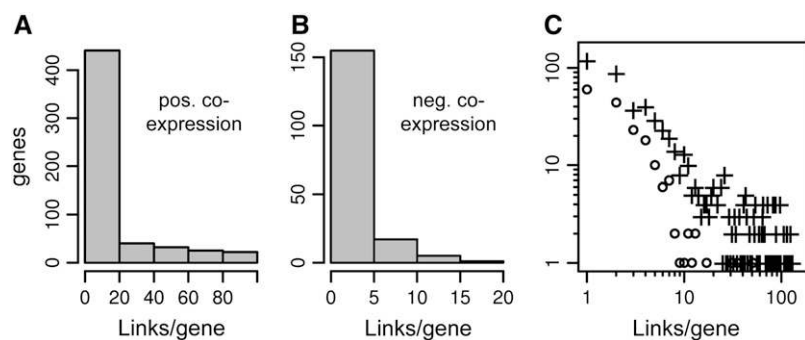 A
B
C
genes
0 100 200 300 400
pos. co-
expression
0 20 40 60 80
Links/gene
0 50 100 150
neg. co-
expression
0 5 10 15 20
Links/gene
1 10 100
1 10 100
Links/gene